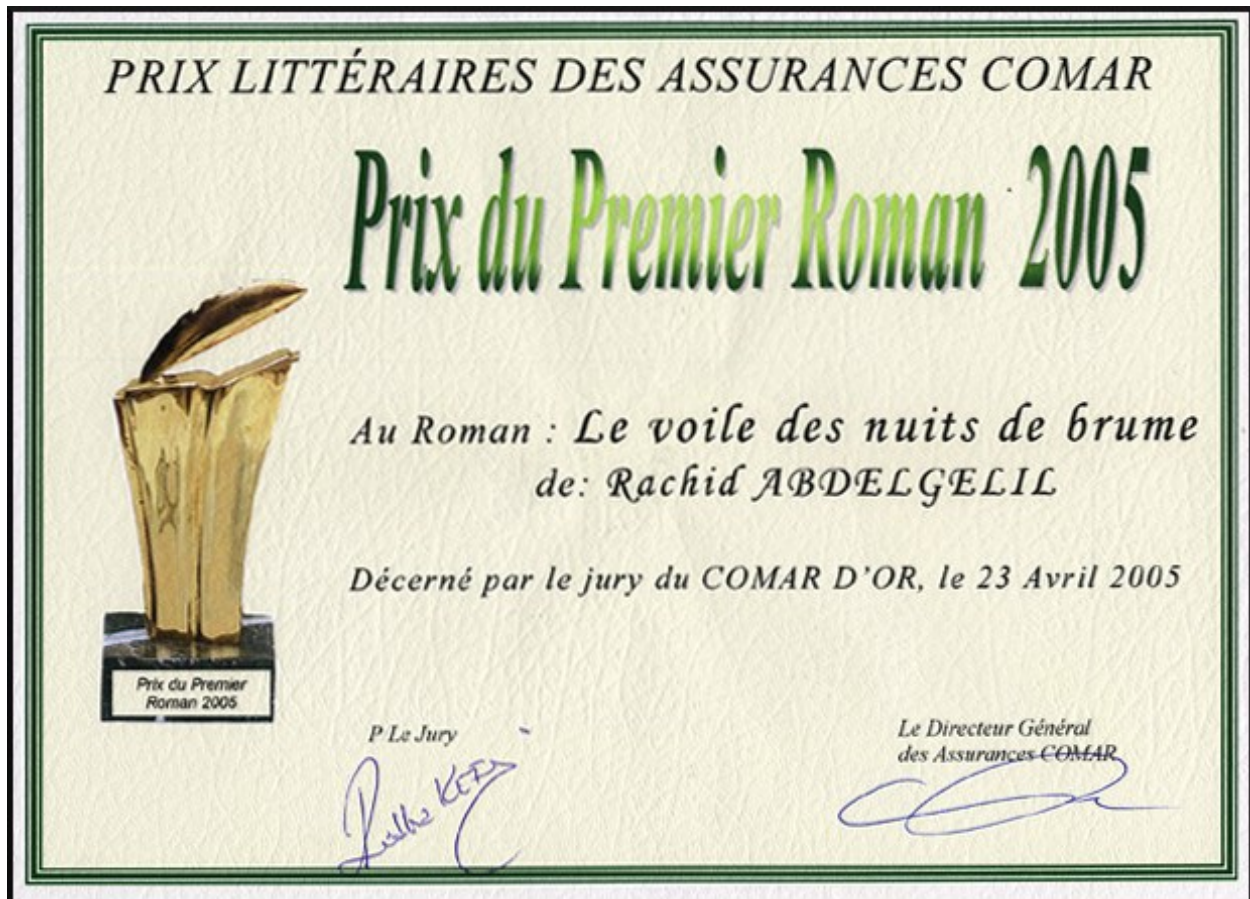 PRIX LITTÉRAIRES DES ASSURANCES COMAR
Prix du Premier Roman 2005
Au Roman : Le voile des nuits de brume
de: Rachid ABDELGELIL
Décerné par le jury du COMAR D'OR, le 23 Avril 2005
Prix du Premier
Roman 2005
P Le Jury
Le Directeur Général
des Assurances COMAR